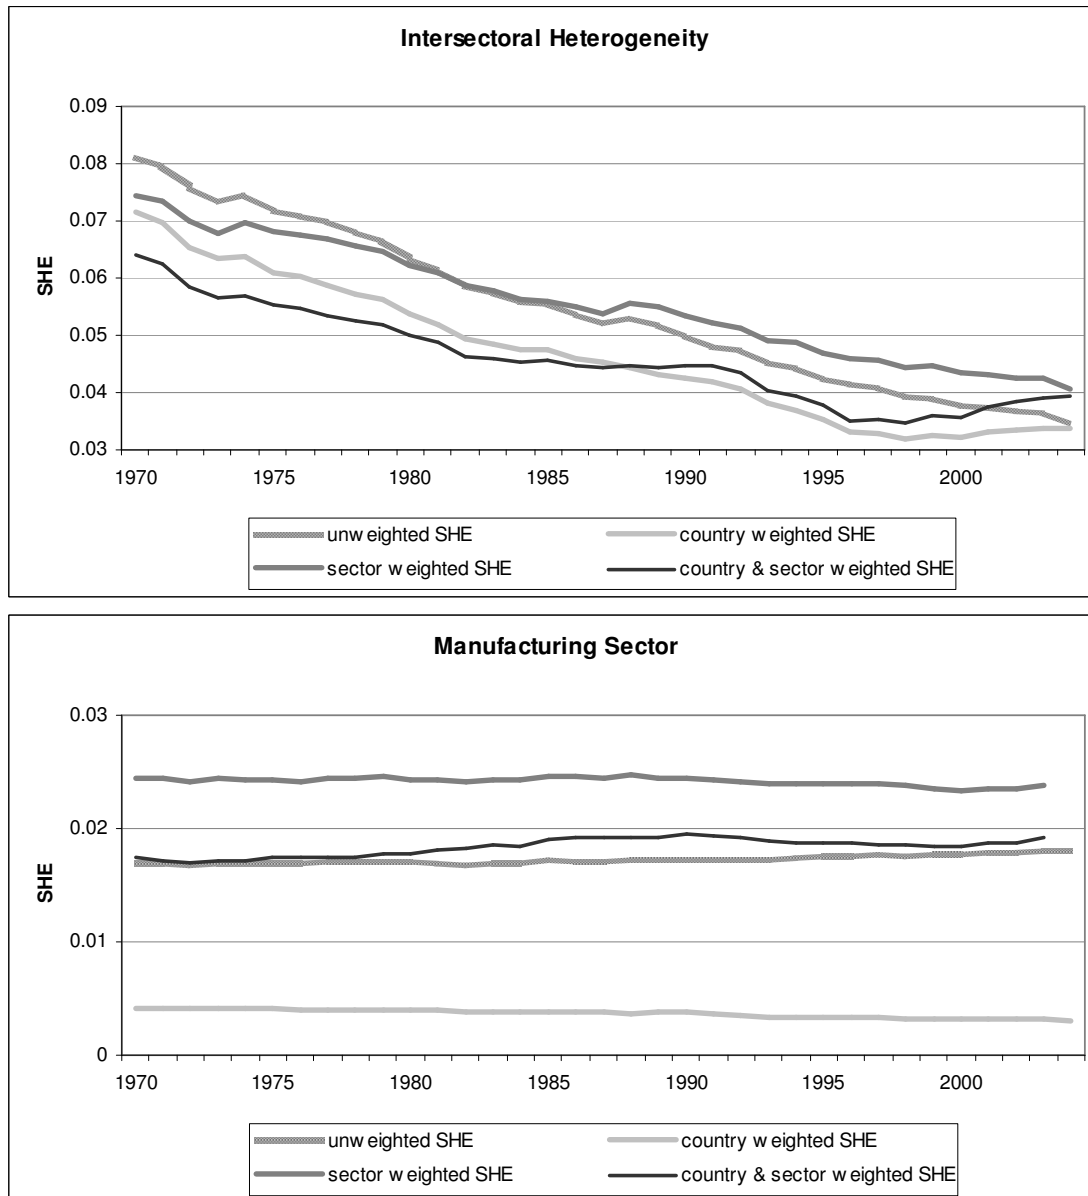 Intersectoral Heterogeneity
0.09
0.08
0.07
0.06
0.05
0.04
0.03
SHE
1970 1975 1980 1985 1990 1995 2000
unweighted SHE country weighted SHE
sector weighted SHE country & sector weighted SHE
Manufacturing Sector
0.03
0.02
0.01
0
SHE
1970 1975 1980 1985 1990 1995 2000
unweighted SHE country weighted SHE
sector weighted SHE country & sector weighted SHE